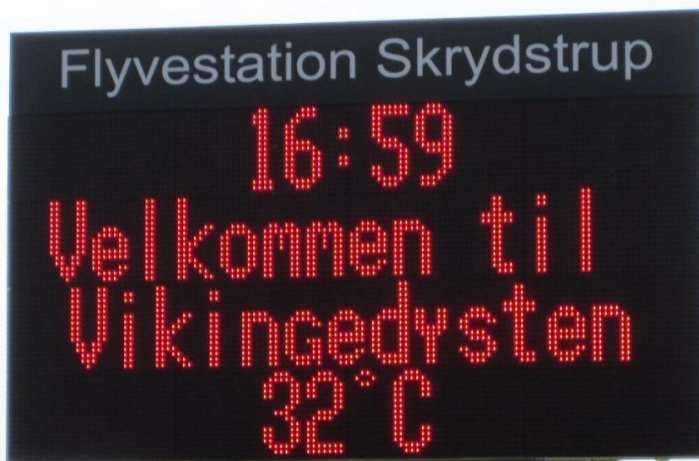 Flyvestation Skrydstrup
16:59
Velkommen til
Vikingedysten
32°C